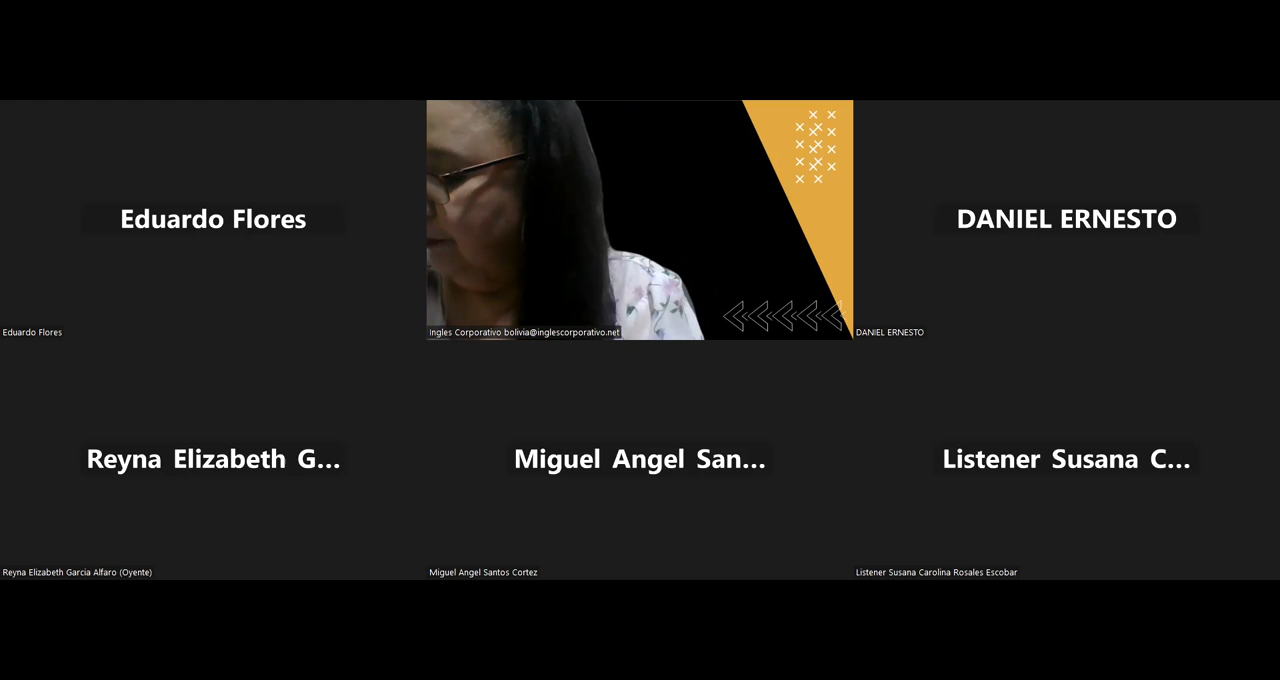 Eduardo Flores
DANIEL ERNESTO
Eduardo Flores
Ingles Corporativo bolivia@inglescorporativo.net
DANIEL ERNESTO
Reyna Elizabeth G...
Miguel Angel San...
Listener Susana C...
Reyna Elizabeth Garcia Alfaro (Oyente)
Miguel Angel Santos Cortez
Listener Susana Carolina Rosales Escobar